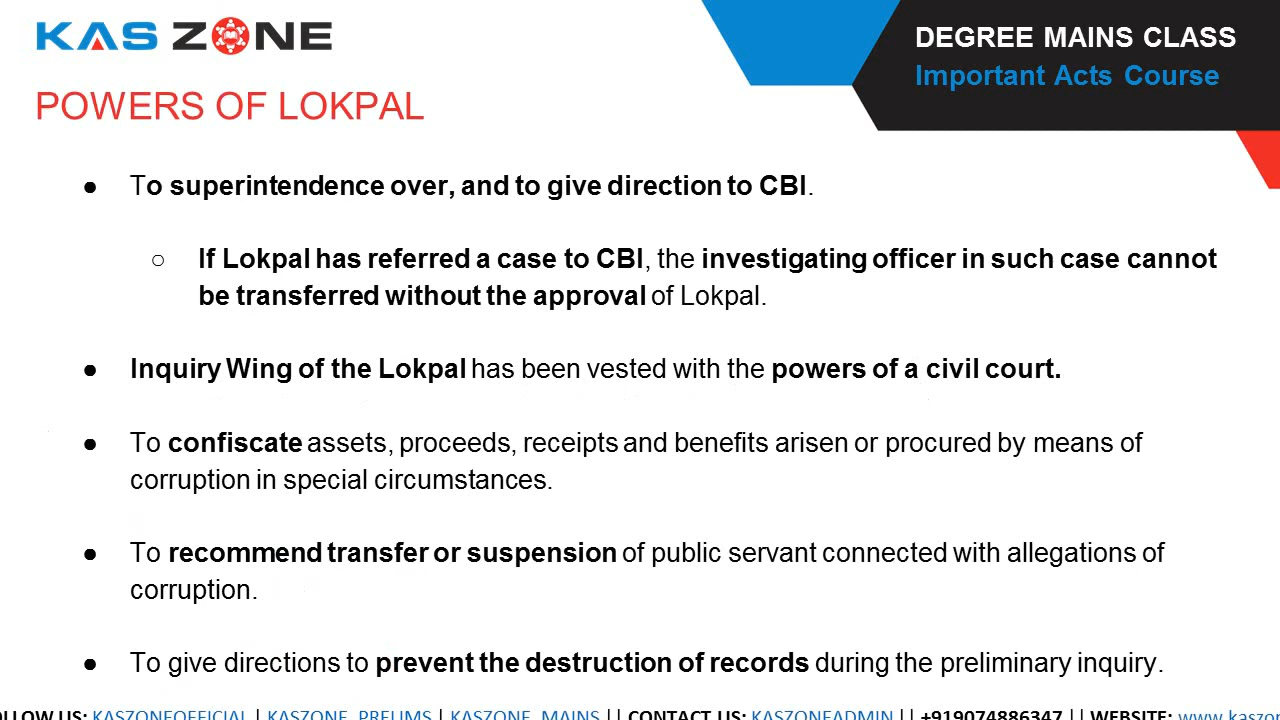 KAS ZONE
DEGREE MAINS CLASS
Important Acts Course
POWERS OF LOKPAL
● To superintendence over, and to give direction to CBI.
○ If Lokpal has referred a case to CBI, the investigating officer in such case cannot
be transferred without the approval of Lokpal.
● Inquiry Wing of the Lokpal has been vested with the powers of a civil court.
● To confiscate assets, proceeds, receipts and benefits arisen or procured by means of
corruption in special circumstances.
● To recommend transfer or suspension of public servant connected with allegations of
corruption.
● To give directions to prevent the destruction of records during the preliminary inquiry.
OLLOW US: KASZONEOFFICIAL | KASZONE_PRELIMS | KASZONE_MAINS || CONTACT US: KASZONEADMIN || +919074886347 || WEBSITE: www.kaszon